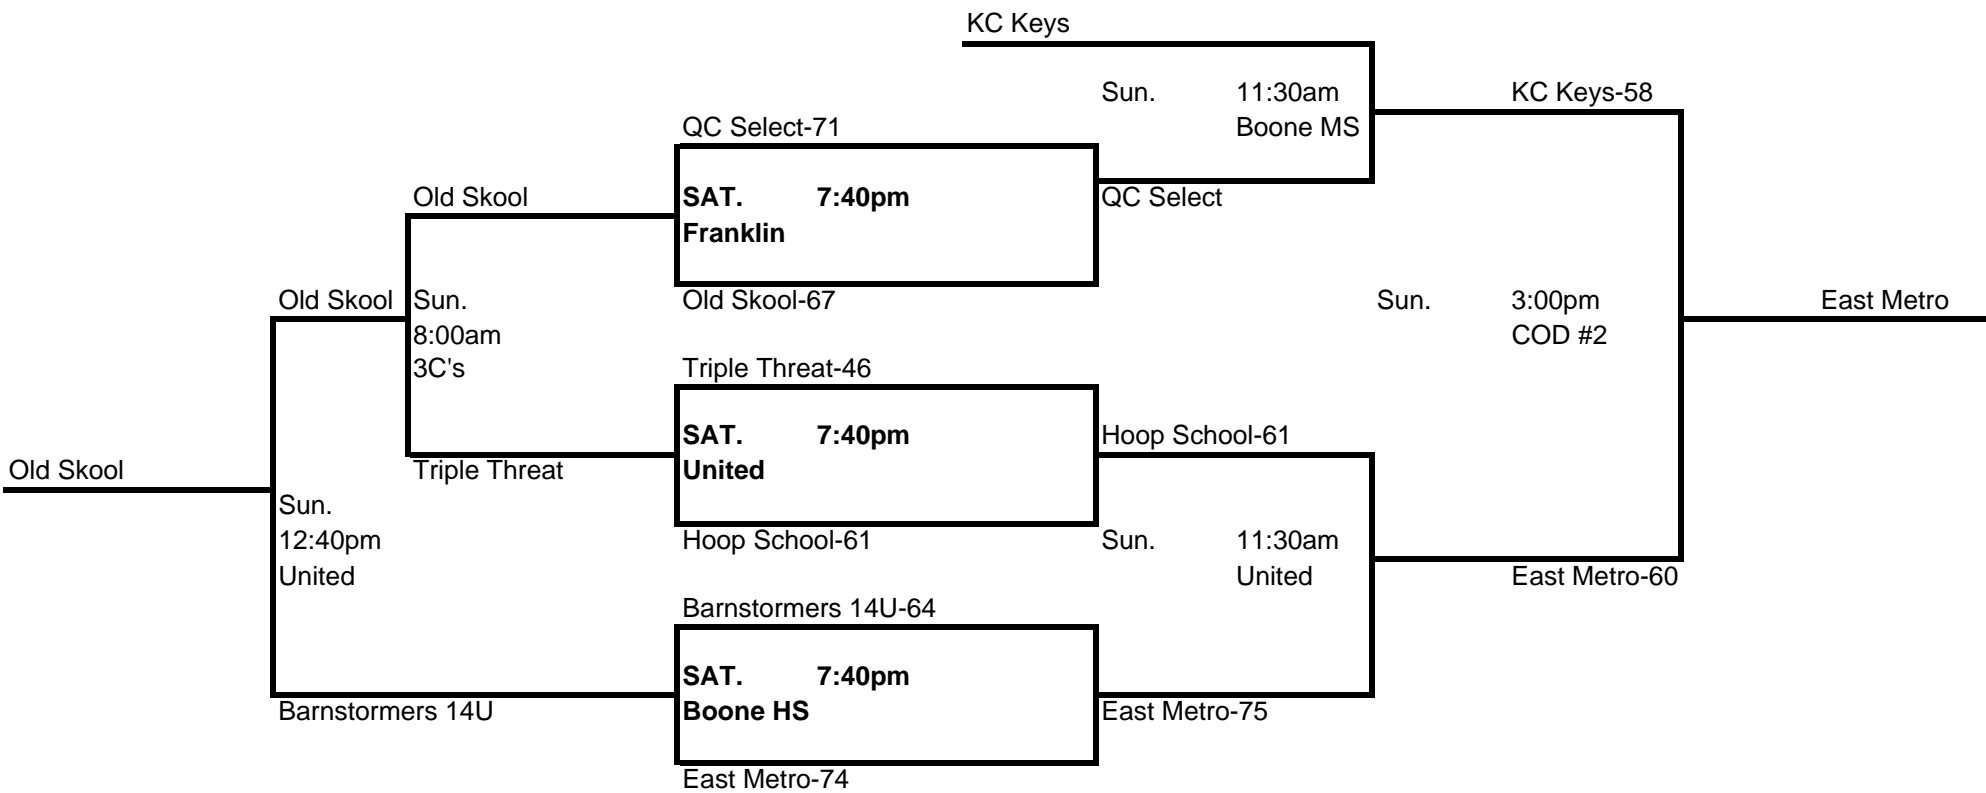 KC Keys
Sun. 11:30am KC Keys-58
QC Select-71 Boone MS
Old Skool SAT. 7:40pm QC Select
Franklin
Old Skool Sun. Old Skool-67 Sun. 3:00pm East Metro
8:00am COD #2
3C's Triple Threat-46
SAT. 7:40pm Hoop School-61
Old Skool Triple Threat United
Sun.
12:40pm Hoop School-61 Sun. 11:30am
United United East Metro-60
Barnstormers 14U-64
SAT. 7:40pm
Barnstormers 14U Boone HS East Metro-75
East Metro-74